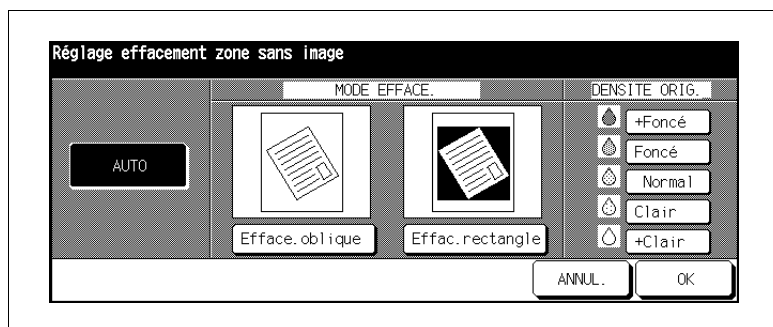 Réglage effacement zone sans image
MODE EFFACE.
DENSITE ORIG.
AUTO
Efface.oblique
Effac.rectangle
+Foncé
Foncé
Normal
Clair
+Clair
ANNUL.
OK